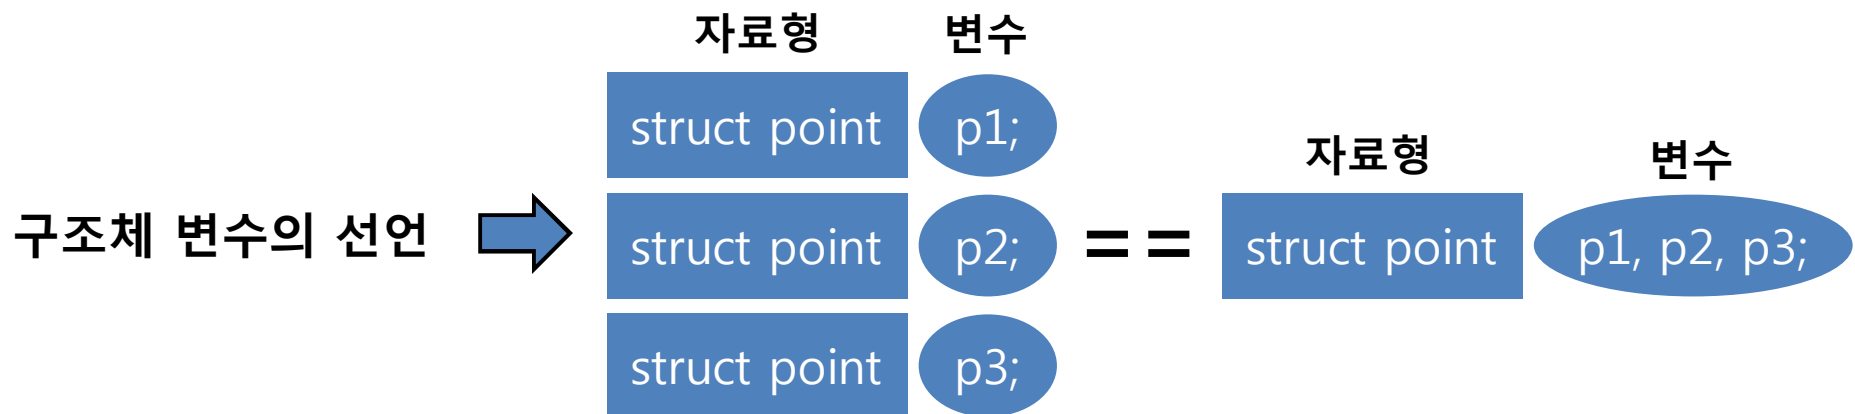 자료형 변수
struct point p1;
구조체 변수의 선언
struct point p2;
struct point p3;
==
자료형 변수
struct point p1, p2, p3;